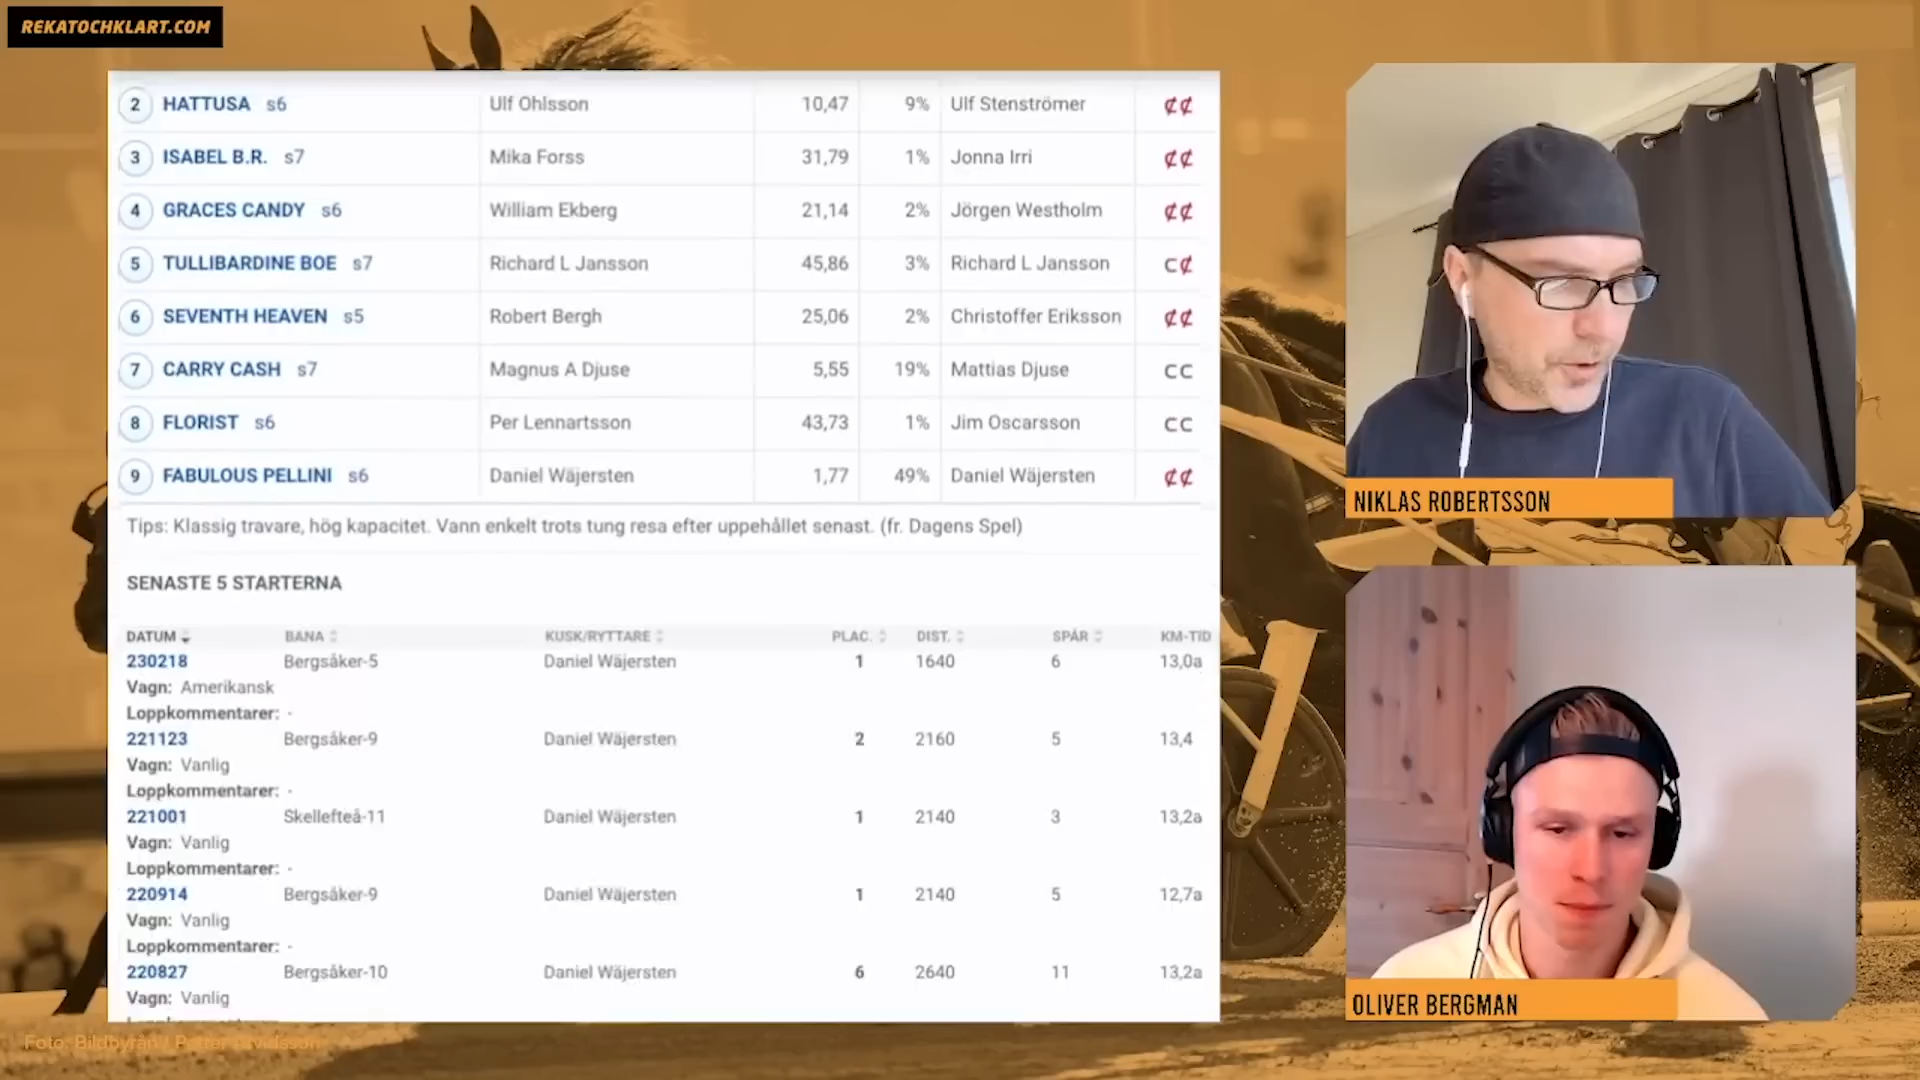 REKATOCHKLART.COM
2 HATTUSA s6 Ulf Ohlsson 10,47 9% Ulf Stenströmer ₵₵
3 ISABEL B.R. s7 Mika Forss 31,79 1% Jonna Irri ₵₵
4 GRACES CANDY s6 William Ekberg 21,14 2% Jörgen Westholm ₵₵
5 TULLIBARDINE BOE s7 Richard L Jansson 45,86 3% Richard L Jansson C₵
6 SEVENTH HEAVEN s5 Robert Bergh 25,06 2% Christoffer Eriksson ₵₵
7 CARRY CASH s7 Magnus A Djuse 5,55 19% Mattias Djuse CC
8 FLORIST s6 Per Lennartsson 43,73 1% Jim Oscarsson CC
9 FABULOUS PELLINI s6 Daniel Wäjersten 1,77 49% Daniel Wäjersten ₵₵
Tips: Klassig travare, hög kapacitet. Vann enkelt trots tung resa efter uppehållet senast. (fr. Dagens Spel)
SENASTE 5 STARTERNA
DATUM BANA KUSK/RYTTARE PLAC. DIST. SPÅR KM-TID
230218 Bergsåker-5 Daniel Wäjersten 1 1640 6 13,0a
Vagn: Amerikansk
Loppkommentarer: -
221123 Bergsåker-9 Daniel Wäjersten 2 2160 5 13,4
Vagn: Vanlig
Loppkommentarer: -
221001 Skellefteå-11 Daniel Wäjersten 1 2140 3 13,2a
Vagn: Vanlig
Loppkommentarer: -
220914 Bergsåker-9 Daniel Wäjersten 1 2140 5 12,7a
Vagn: Vanlig
Loppkommentarer: -
220827 Bergsåker-10 Daniel Wäjersten 6 2640 11 13,2a
Vagn: Vanlig
NIKLAS ROBERTSSON
OLIVER BERGMAN
Foto: Bildbyrån /